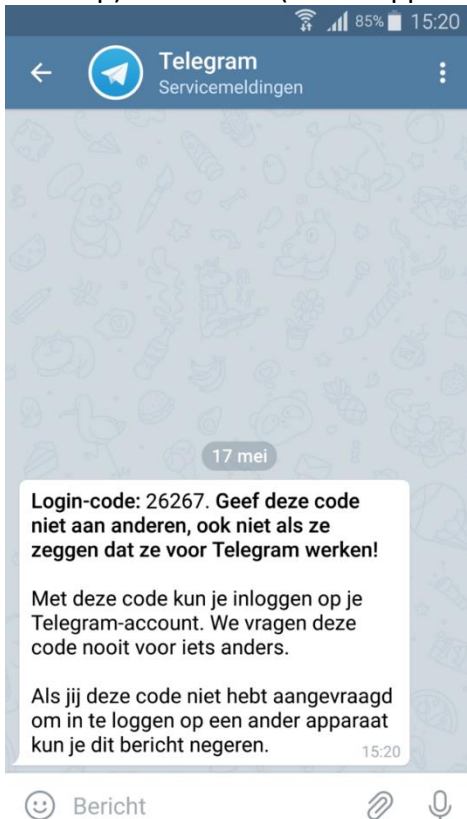 85% 15:20
Telegram
Servicemeldingen
17 mei
Login-code: 26267. Geef deze code
niet aan anderen, ook niet als ze
zeggen dat ze voor Telegram werken!
Met deze code kun je inloggen op je
Telegram-account. We vragen deze
code nooit voor iets anders.
Als jij deze code niet hebt aangevraagd
om in te loggen op een ander apparaat
kun je dit bericht negeren.
15:20
Bericht